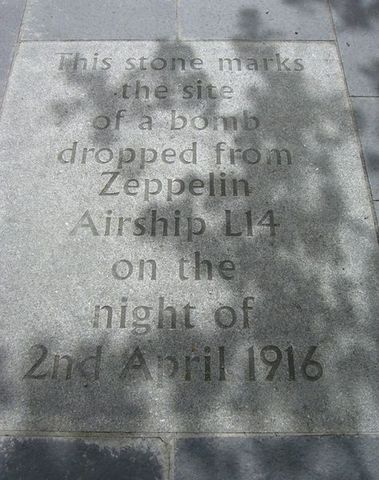 This stone marks
the site
of a bomb
dropped from
Zeppelin
Airship L14
on the
night of
2nd April 1916